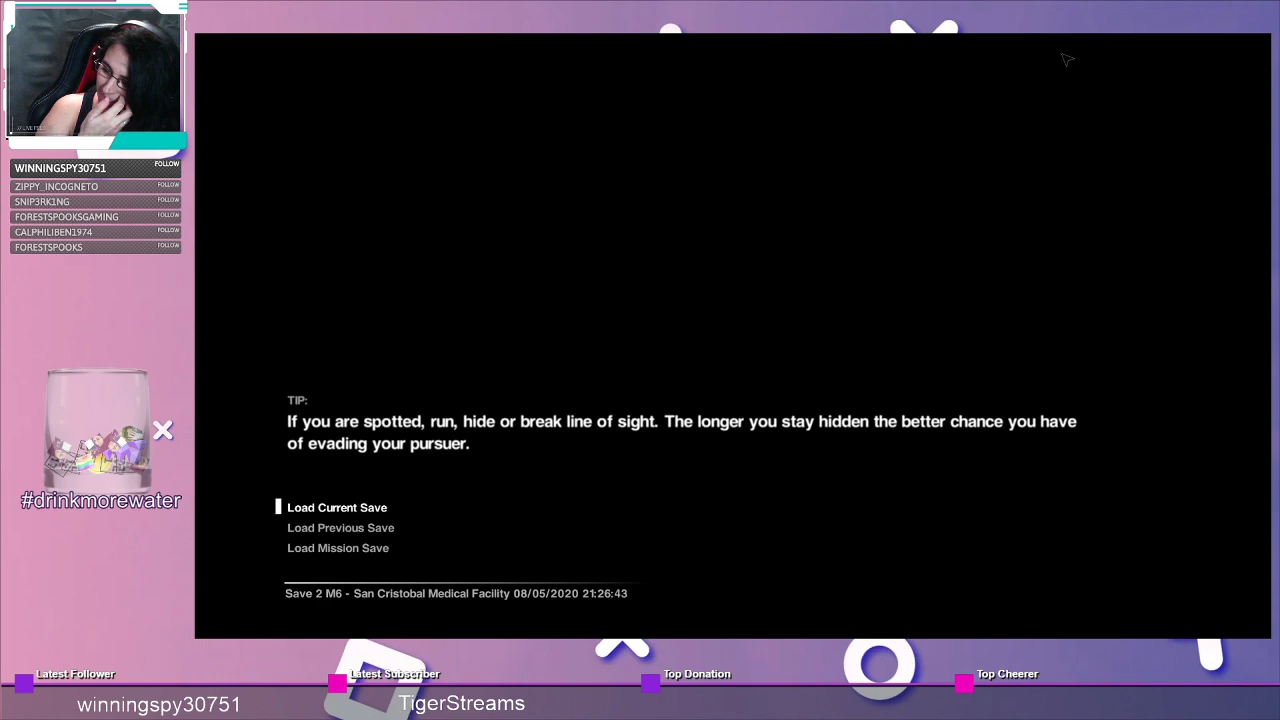 WINNINGSPY30751 FOLLOW
ZIPPY_INCOGNETO FOLLOW
SNIP3RK1NG FOLLOW
FORESTSPOOKSGAMING FOLLOW
CALPHILIBEN1974 FOLLOW
FORESTSPOOKS FOLLOW
#drinkmorewater
TIP:
If you are spotted, run, hide or break line of sight. The longer you stay hidden the better chance you have
of evading your pursuer.
Load Current Save
Load Previous Save
Load Mission Save
Save 2 M6 - San Cristobal Medical Facility 08/05/2020 21:26:43
Latest Follower
winningspy30751
Latest Subscriber
TigerStreams
Top Donation
Top Cheerer